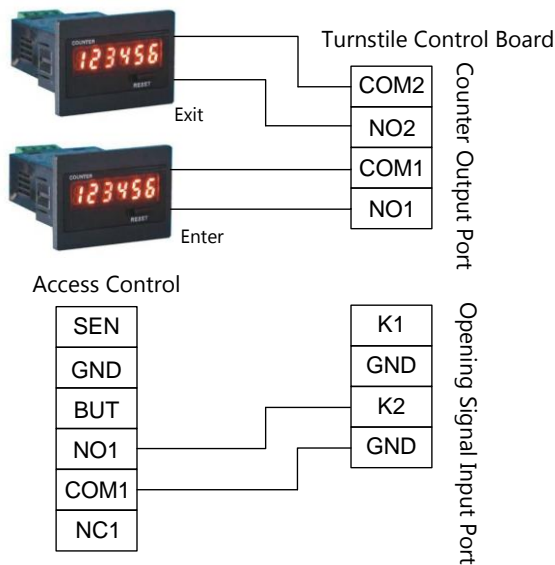 COUNTER
123456
RESET
Exit
COUNTER
123456
RESET
Enter
Turnstile Control Board
COM2
NO2
COM1
NO1
Counter Output Port
Access Control
SEN
GND
BUT
NO1
COM1
NC1
K1
GND
K2
GND
Opening Signal Input Port